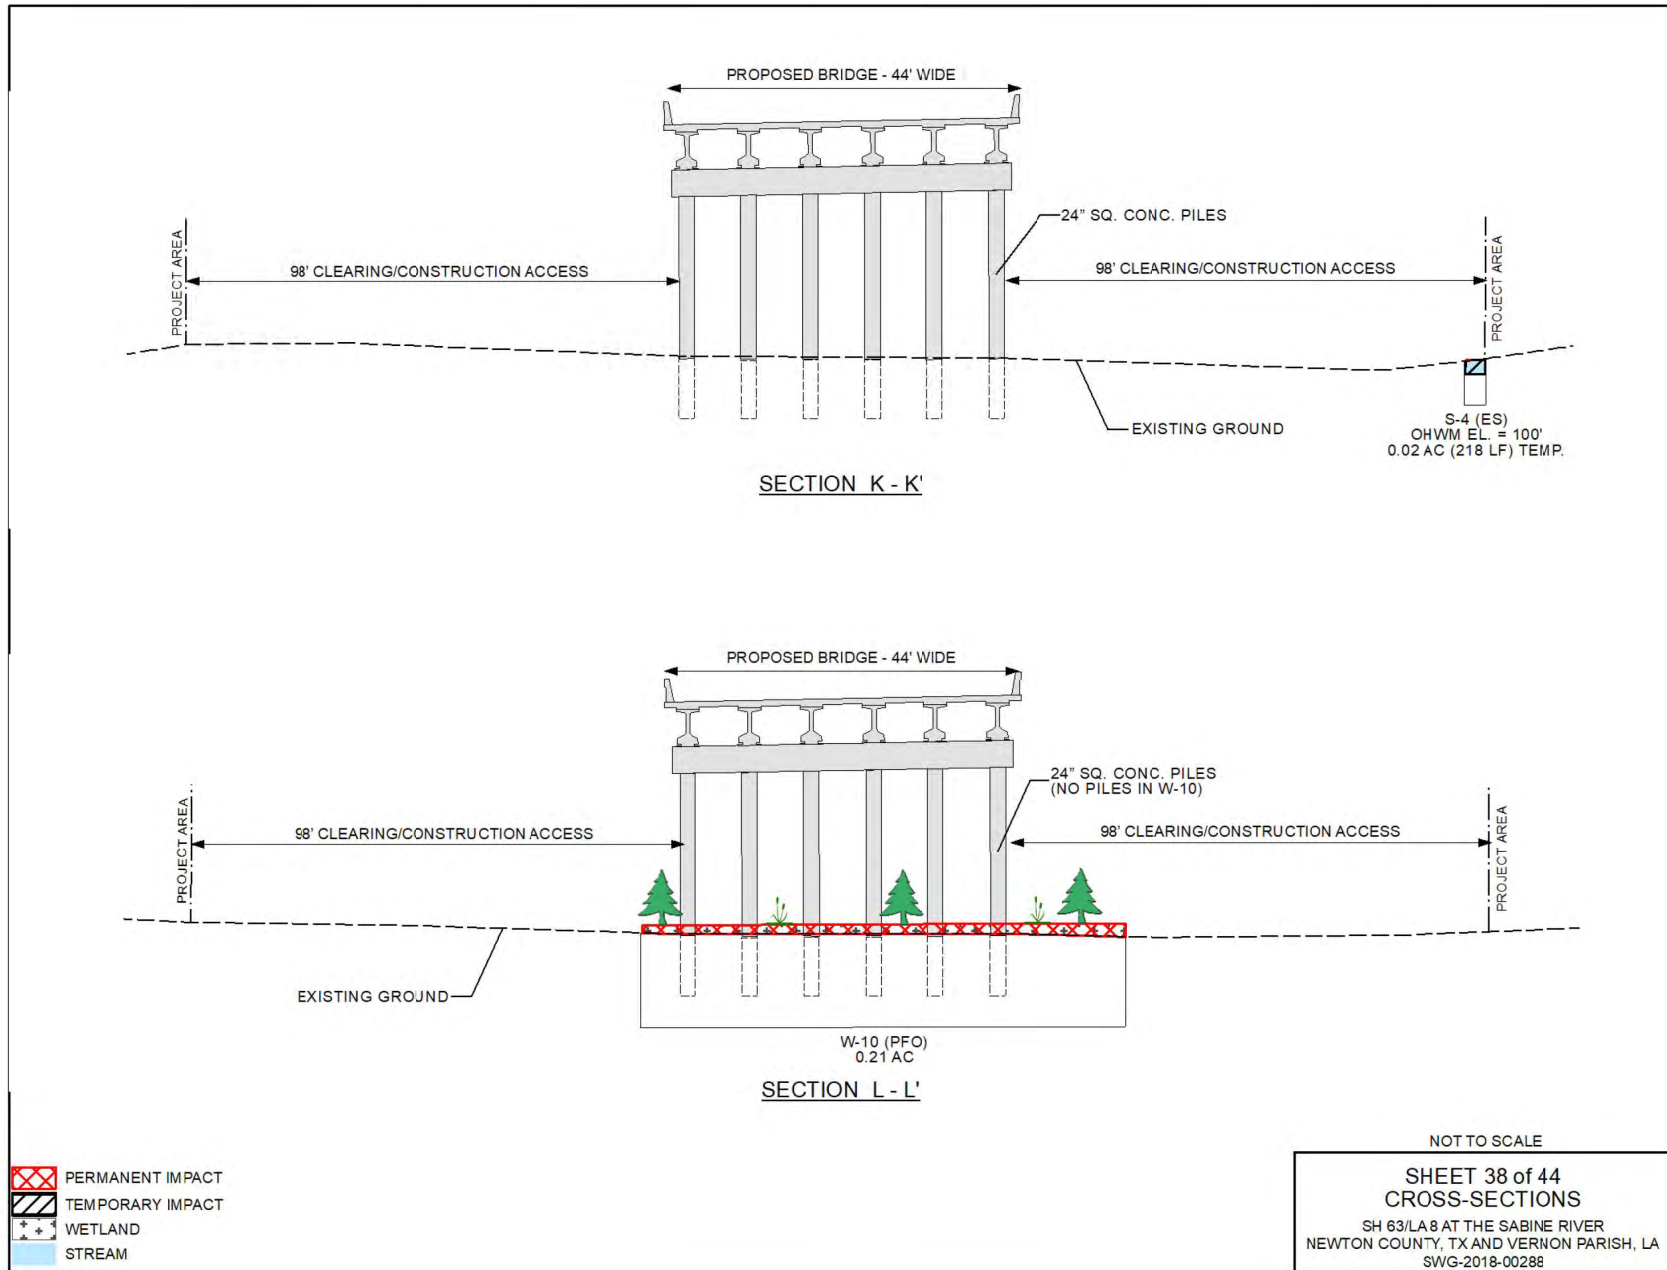 PROPOSED BRIDGE - 44' WIDE
24" SQ. CONC. PILES
PROJECT AREA
98' CLEARING/CONSTRUCTION ACCESS
98' CLEARING/CONSTRUCTION ACCESS
PROJECT AREA
EXISTING GROUND
S-4 (ES)
OHWM EL. = 100'
0.02 AC (218 LF) TEMP.
SECTION K - K'
PROPOSED BRIDGE - 44' WIDE
24" SQ. CONC. PILES
(NO PILES IN W-10)
PROJECT AREA
98' CLEARING/CONSTRUCTION ACCESS
98' CLEARING/CONSTRUCTION ACCESS
PROJECT AREA
EXISTING GROUND
W-10 (PFO)
0.21 AC
SECTION L - L'
PERMANENT IMPACT
TEMPORARY IMPACT
WETLAND
STREAM
NOT TO SCALE
SHEET 38 of 44
CROSS-SECTIONS
SH 63/LA 8 AT THE SABINE RIVER
NEWTON COUNTY, TX AND VERNON PARISH, LA
SWG-2018-00288